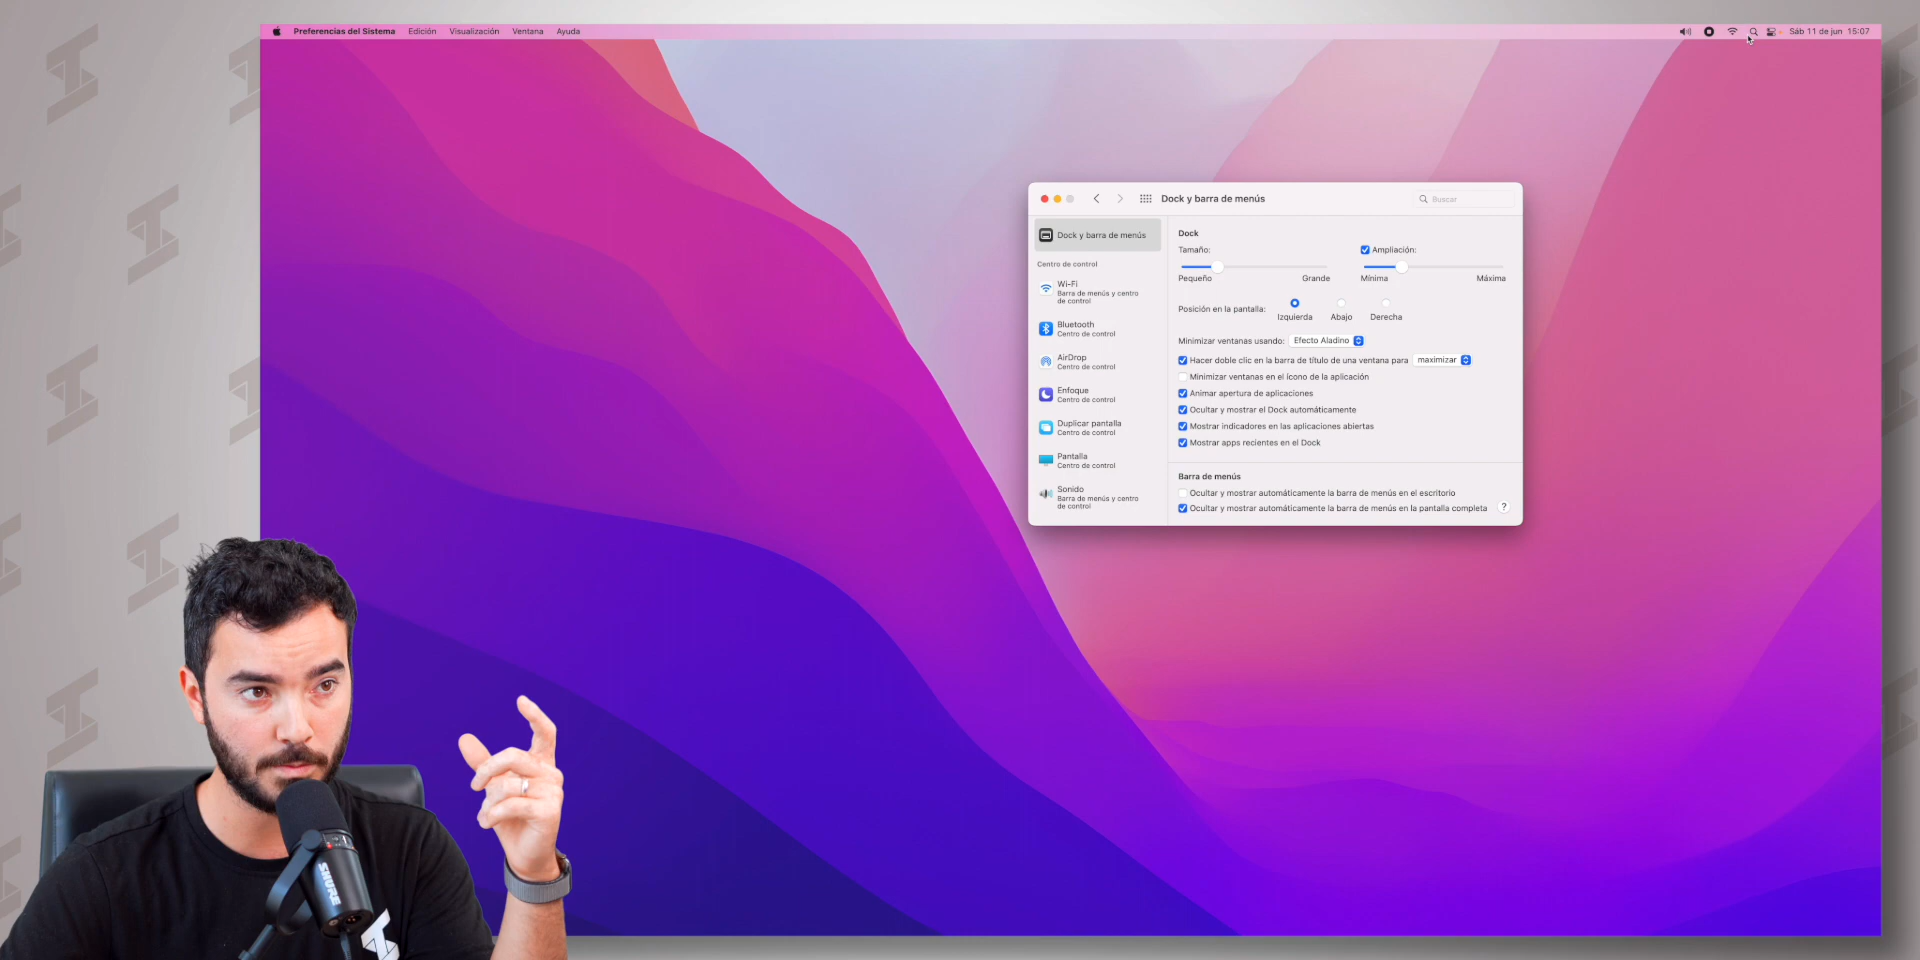 Preferencias del Sistema Edición Visualización Ventana Ayuda
Sáb 11 de jun 15:07
Dock y barra de menús
Buscar
Dock y barra de menús
Centro de control
Wi-Fi
Barra de menús y centro
de control
Bluetooth
Centro de control
AirDrop
Centro de control
Enfoque
Centro de control
Duplicar pantalla
Centro de control
Pantalla
Centro de control
Sonido
Barra de menús y centro
de control
Dock
Tamaño:
Ampliación:
Pequeño Grande
Mínima Máxima
Posición en la pantalla:
Izquierda Abajo Derecha
Minimizar ventanas usando: Efecto Aladino
Hacer doble clic en la barra de título de una ventana para maximizar
Minimizar ventanas en el ícono de la aplicación
Animar apertura de aplicaciones
Ocultar y mostrar el Dock automáticamente
Mostrar indicadores en las aplicaciones abiertas
Mostrar apps recientes en el Dock
Barra de menús
Ocultar y mostrar automáticamente la barra de menús en el escritorio
Ocultar y mostrar automáticamente la barra de menús en la pantalla completa ?
SHURE